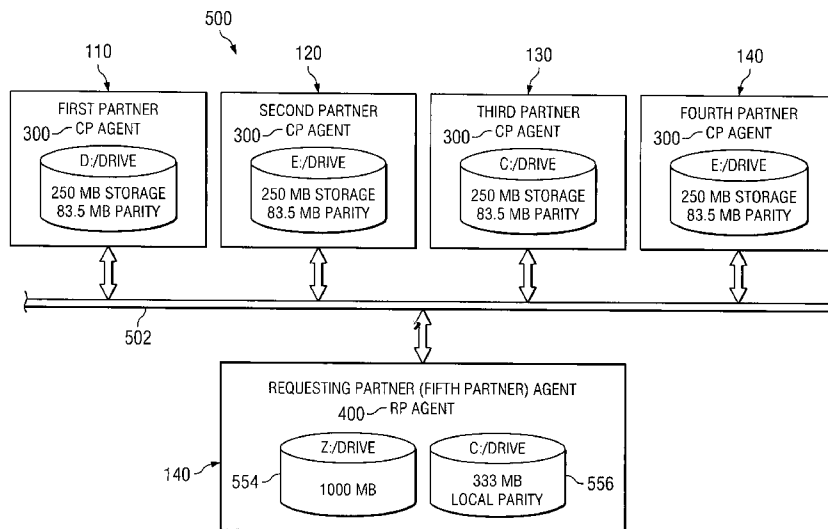 500
110
120
130
140
FIRST PARTNER
300 CP AGENT
D:/DRIVE
250 MB STORAGE
83.5 MB PARITY
SECOND PARTNER
300 CP AGENT
E:/DRIVE
250 MB STORAGE
83.5 MB PARITY
THIRD PARTNER
300 CP AGENT
C:/DRIVE
250 MB STORAGE
83.5 MB PARITY
FOURTH PARTNER
300 CP AGENT
E:/DRIVE
250 MB STORAGE
83.5 MB PARITY
502
REQUESTING PARTNER (FIFTH PARTNER) AGENT
400 RP AGENT
140
554
Z:/DRIVE
1000 MB
C:/DRIVE
333 MB
LOCAL PARITY
556